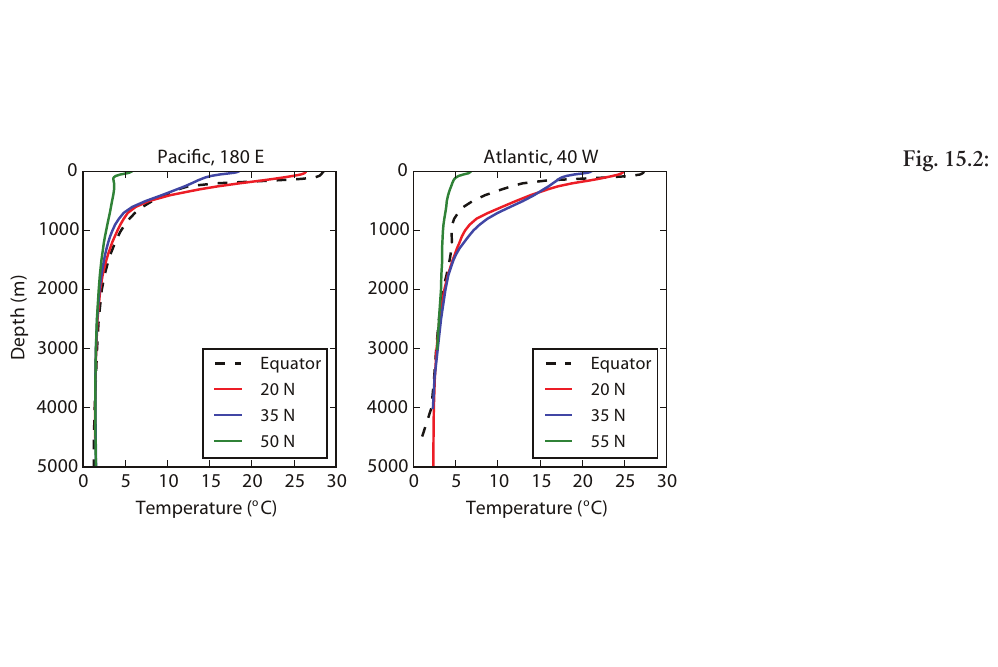 Fig. 15.2:
Pacific, 180 E
Depth (m)
0
1000
2000
3000
4000
5000
Equator
20 N
35 N
50 N
0 5 10 15 20 25 30
Temperature (°C)
Atlantic, 40 W
0
1000
2000
3000
4000
5000
Equator
20 N
35 N
55 N
0 5 10 15 20 25 30
Temperature (°C)